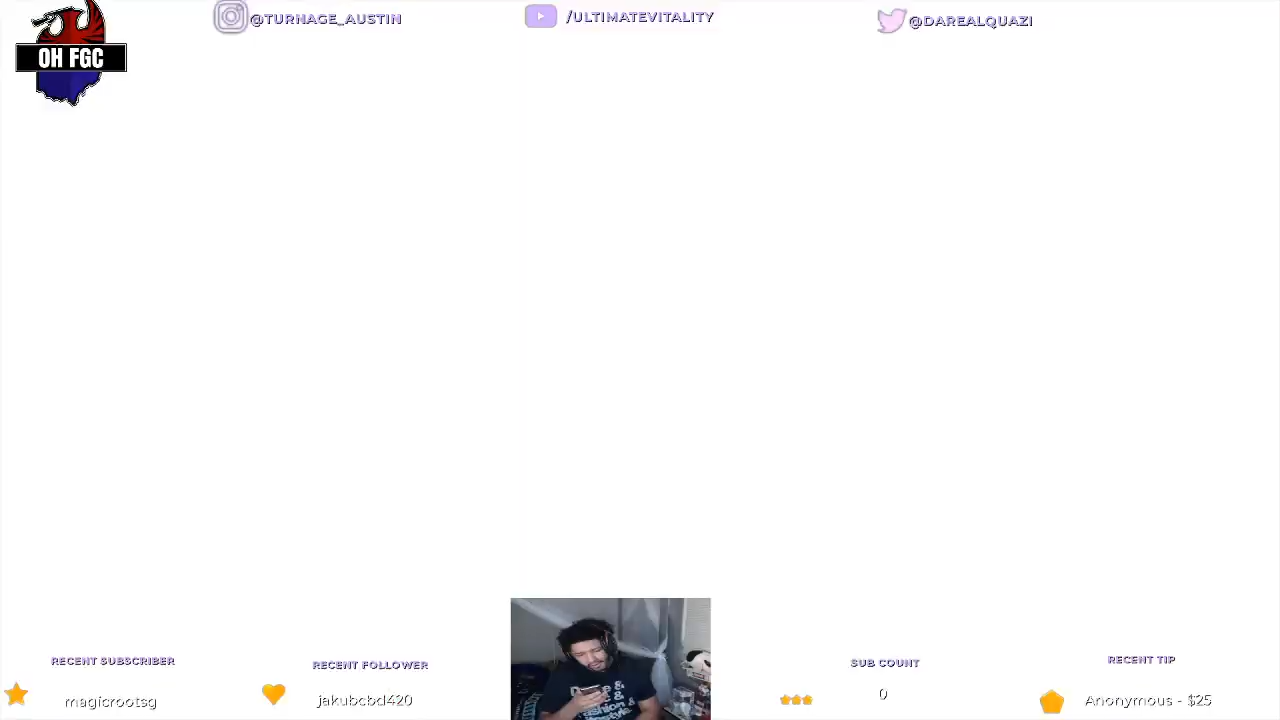 OH FGC
@TURNAGE_AUSTIN
/ULTIMATEVITALITY
@DAREALQUAZI
RECENT SUBSCRIBER
magicrootsg
RECENT FOLLOWER
jakubcbd420
SUB COUNT
0
RECENT TIP
Anonymous - $25